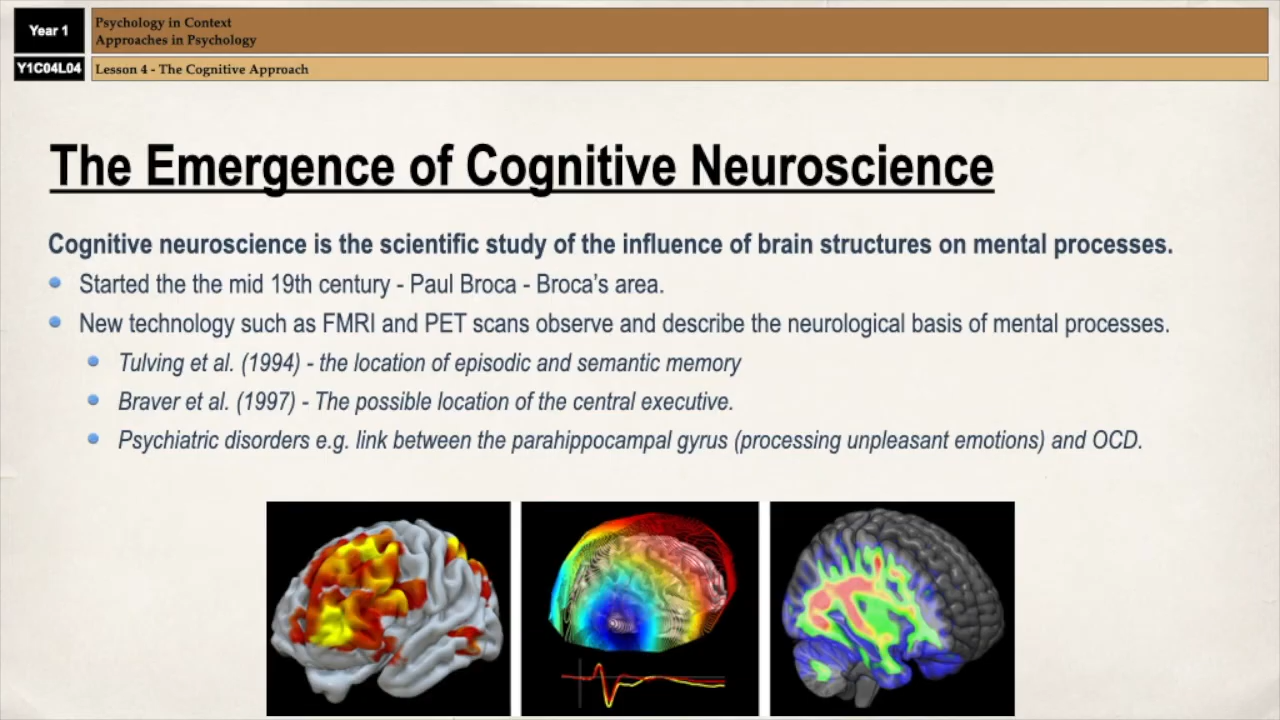 Year 1
Psychology in Context
Approaches in Psychology
Y1C04L04
Lesson 4 - The Cognitive Approach
The Emergence of Cognitive Neuroscience
Cognitive neuroscience is the scientific study of the influence of brain structures on mental processes.
Started the the mid 19th century - Paul Broca - Broca's area.
New technology such as FMRI and PET scans observe and describe the neurological basis of mental processes.
Tulving et al. (1994) - the location of episodic and semantic memory
Braver et al. (1997) - The possible location of the central executive.
Psychiatric disorders e.g. link between the parahippocampal gyrus (processing unpleasant emotions) and OCD.